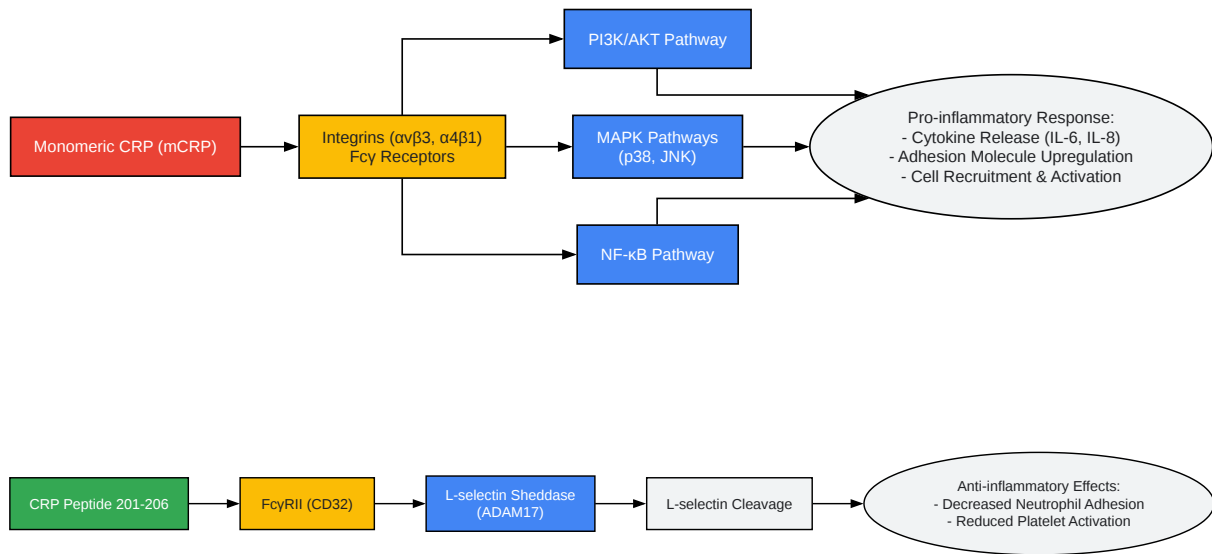 PI3K/AKT Pathway
Monomeric CRP (mCRP)
Integrins (αvβ3, α4β1)
Fcγ Receptors
MAPK Pathways
(p38, JNK)
Pro-inflammatory Response:
- Cytokine Release (IL-6, IL-8)
- Adhesion Molecule Upregulation
- Cell Recruitment & Activation
NF-κB Pathway
CRP Peptide 201-206
FcγRII (CD32)
L-selectin Sheddase
(ADAM17)
L-selectin Cleavage
Anti-inflammatory Effects:
- Decreased Neutrophil Adhesion
- Reduced Platelet Activation